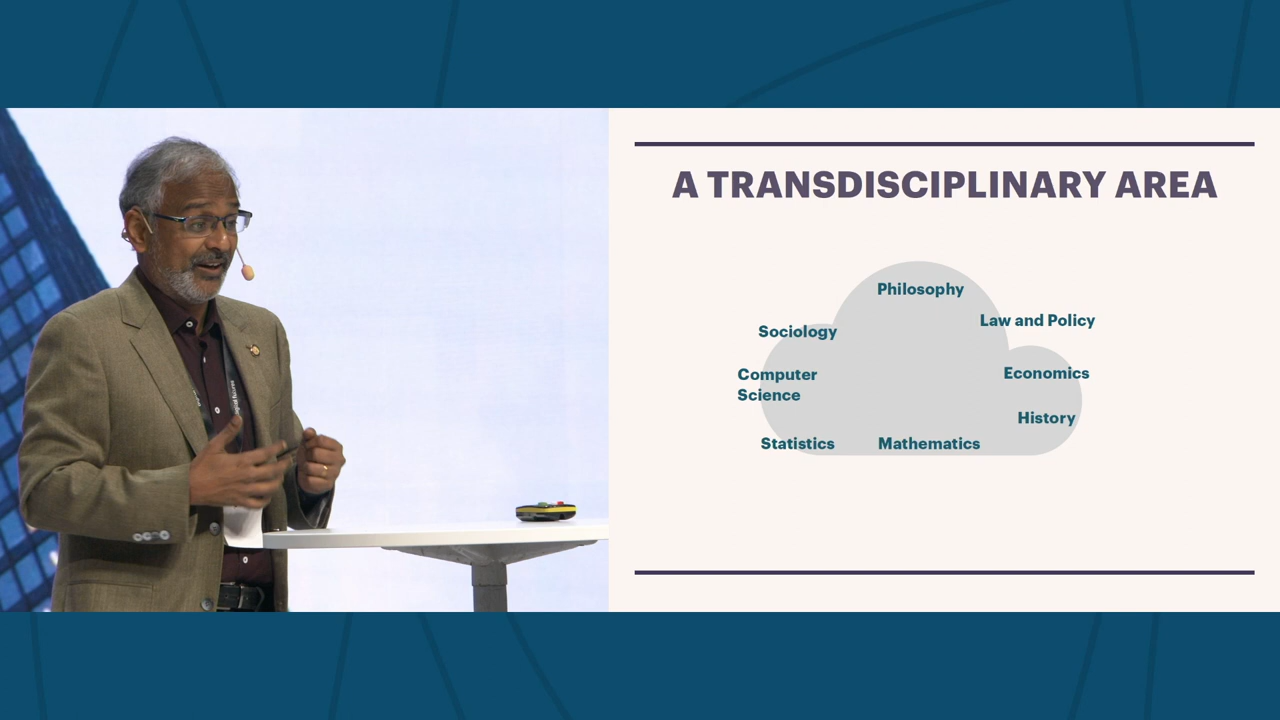 A TRANSDISCIPLINARY AREA
Philosophy
Law and Policy
Sociology
Computer
Science
Economics
History
Statistics
Mathematics